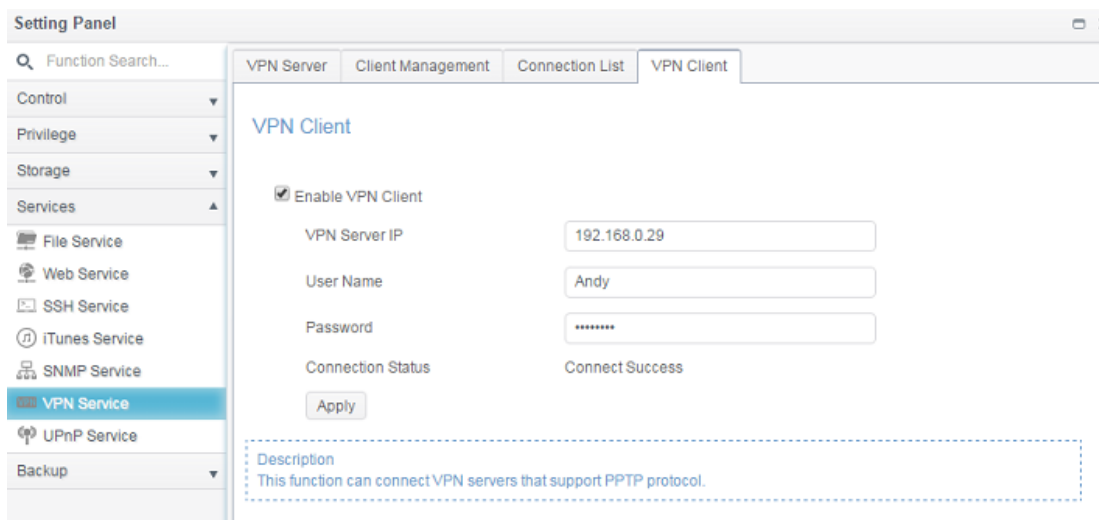 Setting Panel
Function Search...
Control
Privilege
Storage
Services
File Service
Web Service
SSH Service
iTunes Service
SNMP Service
VPN Service
UPnP Service
Backup
VPN Server Client Management Connection List VPN Client
VPN Client
Enable VPN Client
VPN Server IP 192.168.0.29
User Name Andy
Password ••••••••
Connection Status Connect Success
Apply
Description
This function can connect VPN servers that support PPTP protocol.